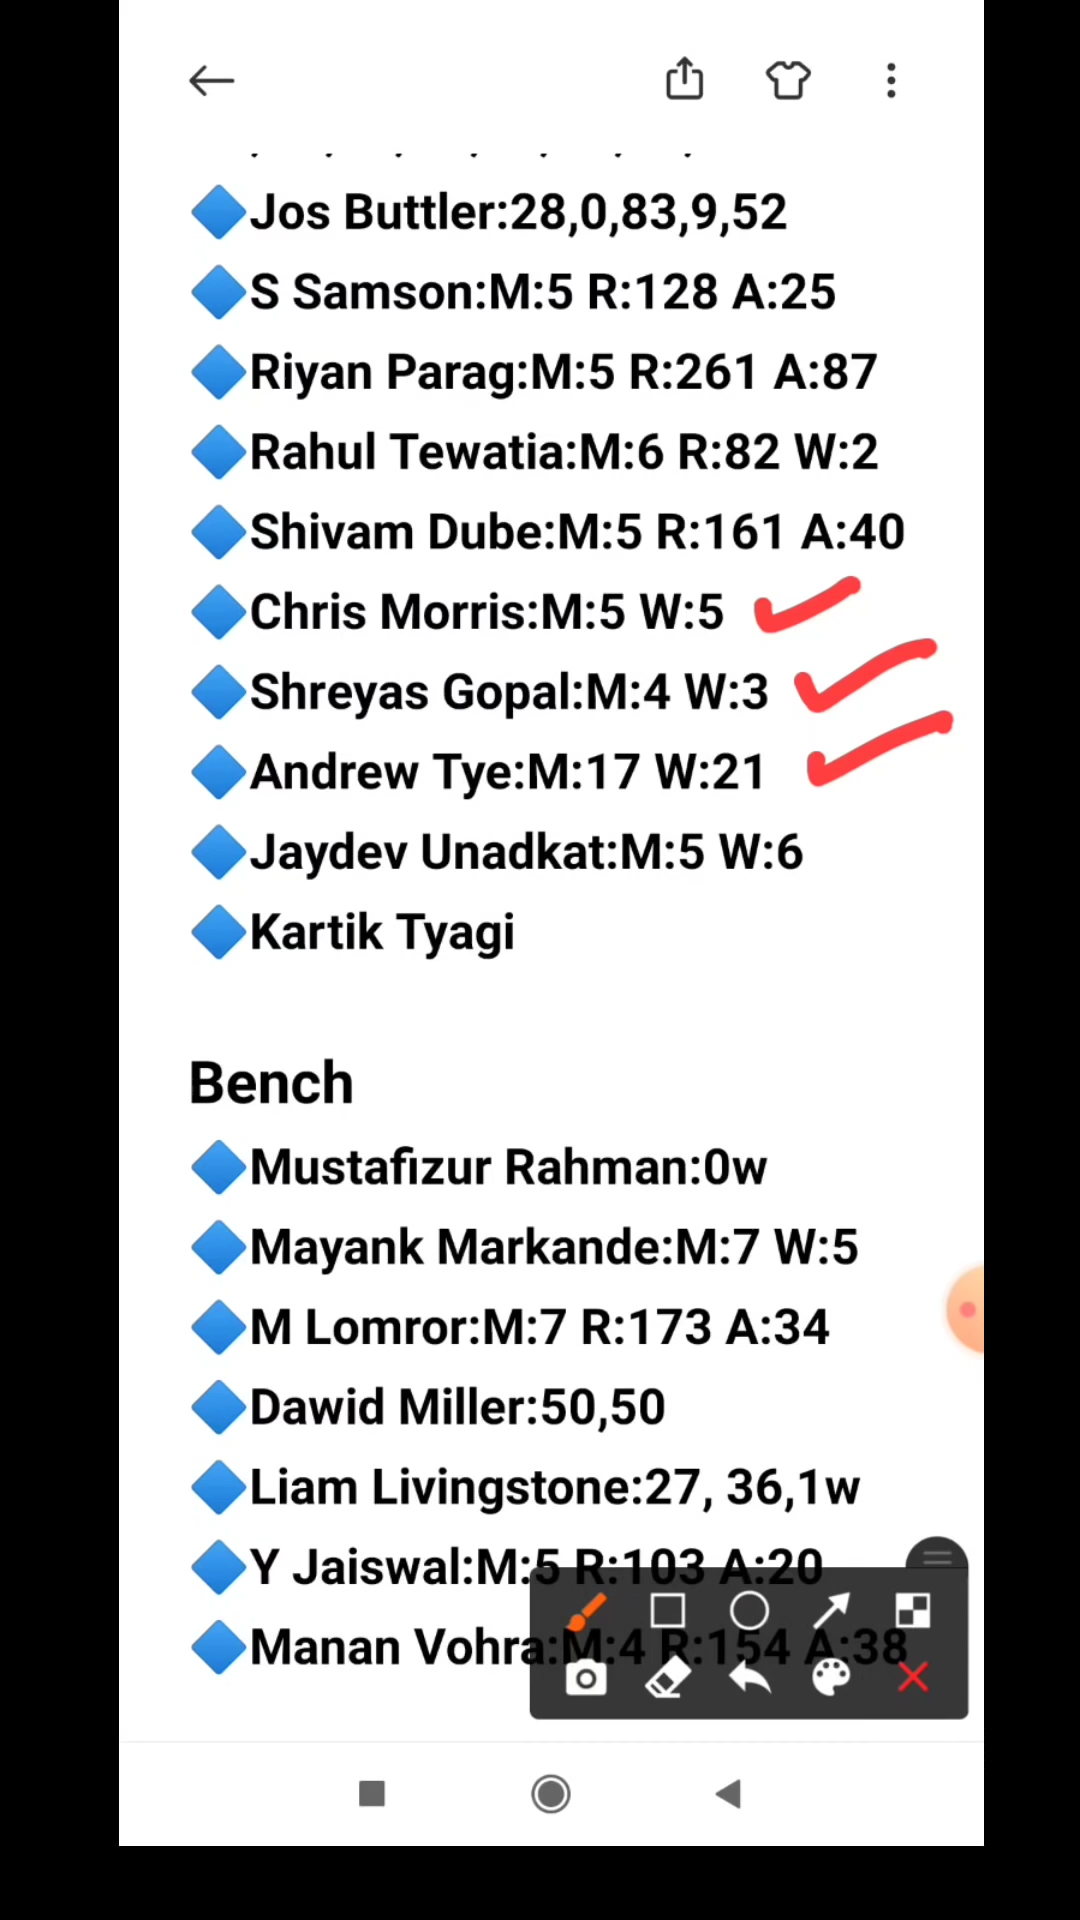 Jos Buttler:28,0,83,9,52
S Samson:M:5 R:128 A:25
Riyan Parag:M:5 R:261 A:87
Rahul Tewatia:M:6 R:82 W:2
Shivam Dube:M:5 R:161 A:40
Chris Morris:M:5 W:5
Shreyas Gopal:M:4 W:3
Andrew Tye:M:17 W:21
Jaydev Unadkat:M:5 W:6
Kartik Tyagi
Bench
Mustafizur Rahman:0w
Mayank Markande:M:7 W:5
M Lomror:M:7 R:173 A:34
Dawid Miller:50,50
Liam Livingstone:27, 36,1w
Y Jaiswal:M:5 R:103 A:20
Manan Vohra:M:4 R:154 A:38